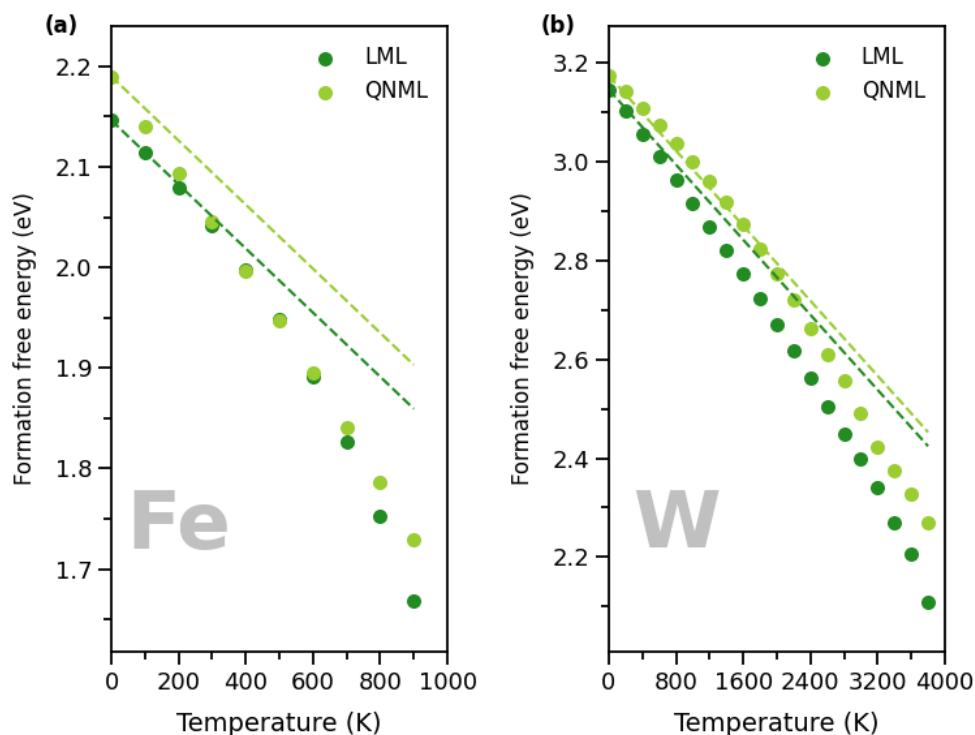 (a)
LML
QNML
2.2
2.1
2.0
1.9
1.8
1.7
Formation free energy (eV)
Fe
0 200 400 600 800 1000
Temperature (K)
(b)
LML
QNML
3.2
3.0
2.8
2.6
2.4
2.2
Formation free energy (eV)
W
0 800 1600 2400 3200 4000
Temperature (K)